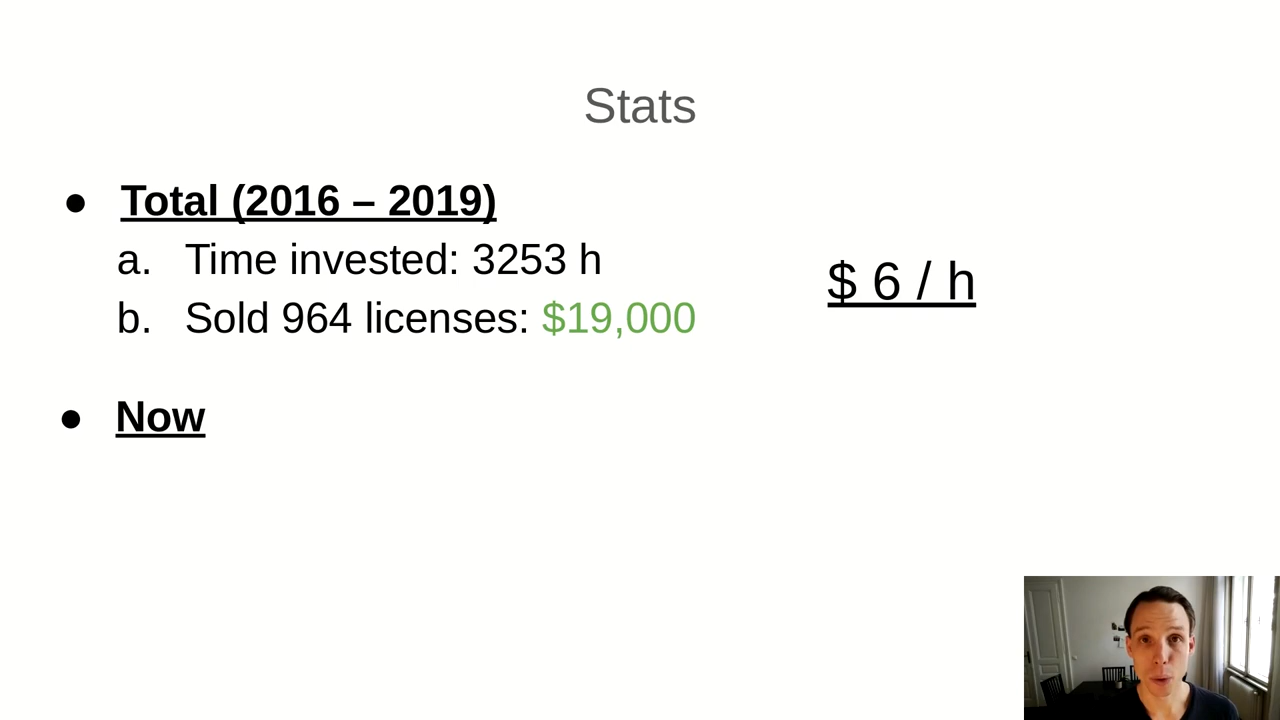 Stats
● Total (2016 – 2019)
a. Time invested: 3253 h
b. Sold 964 licenses: $19,000
$ 6 / h
● Now